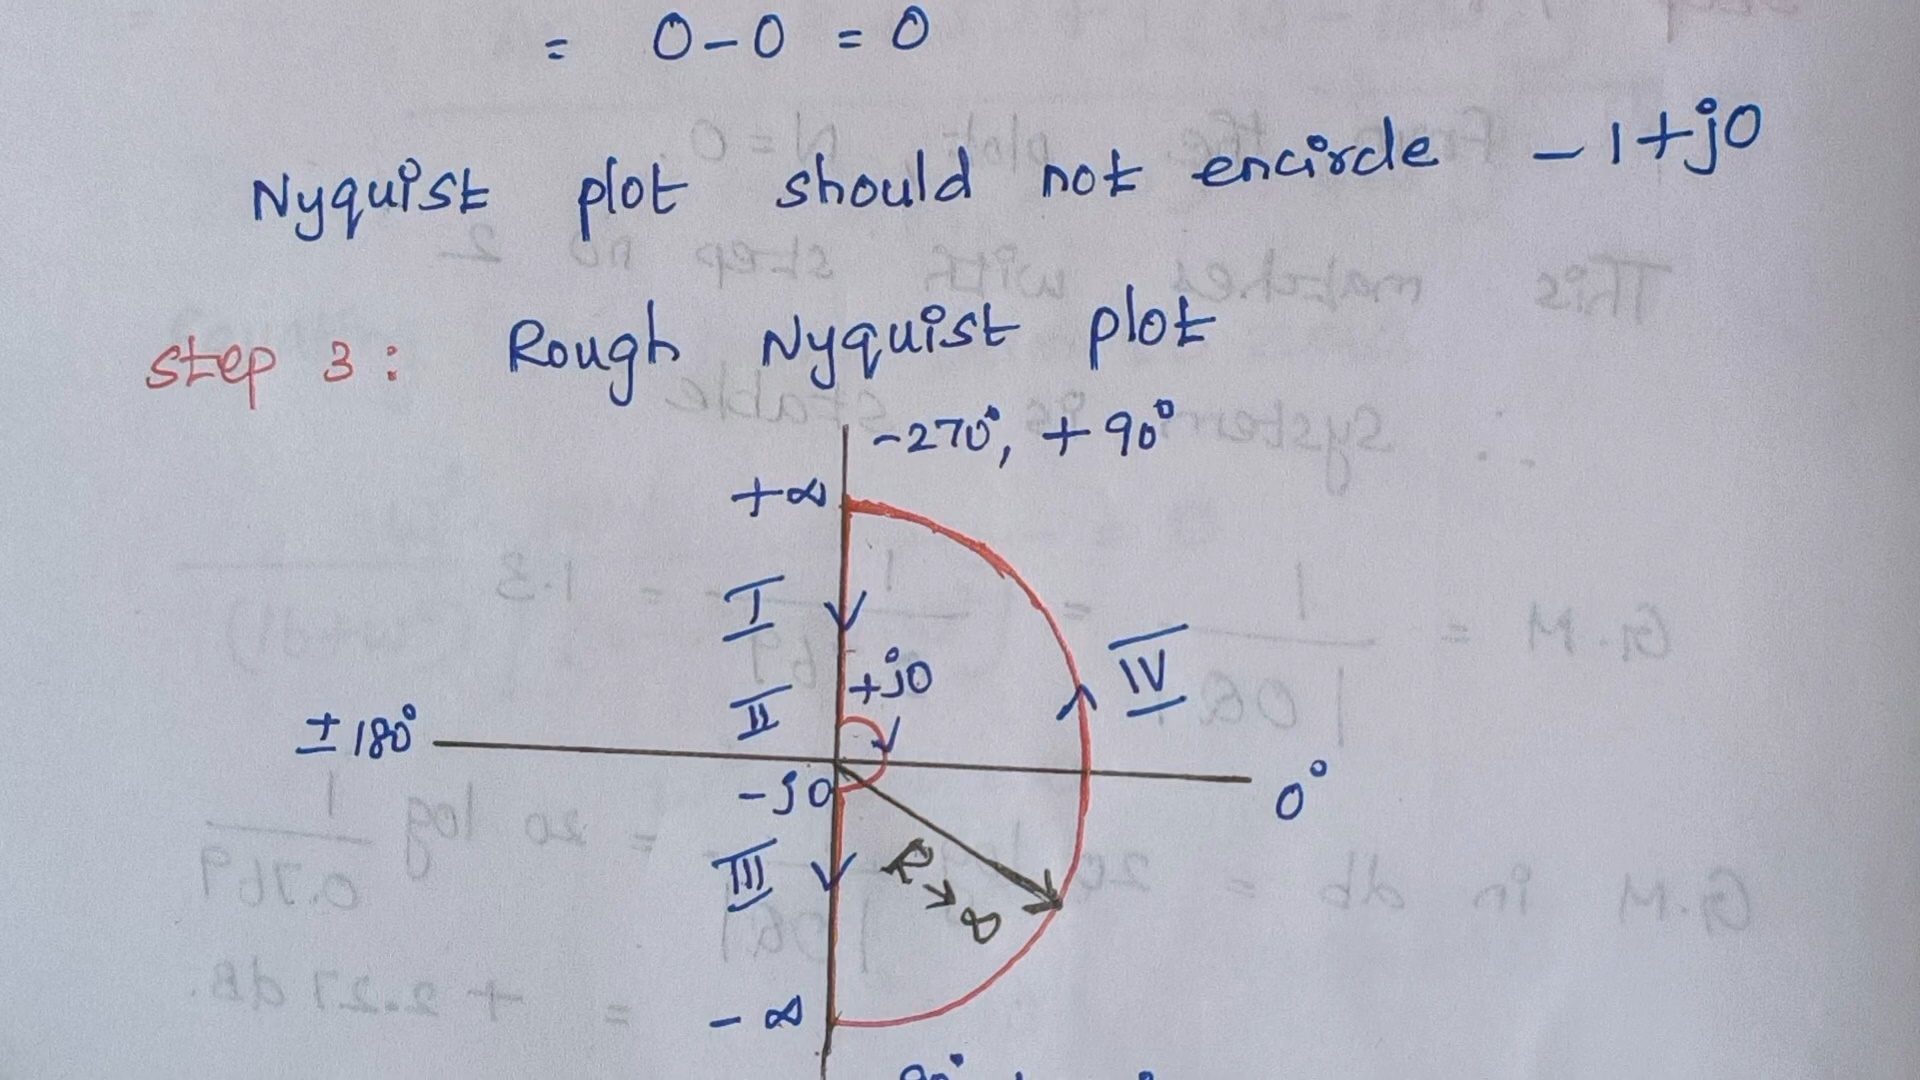 = 0 - 0 = 0
Nyquist plot should not encircle -1+j0
step 3: Rough Nyquist plot
-270°, +90°
+∞
I
IV
+j0
II
±180°
0°
-j0
III
R→∞
-∞